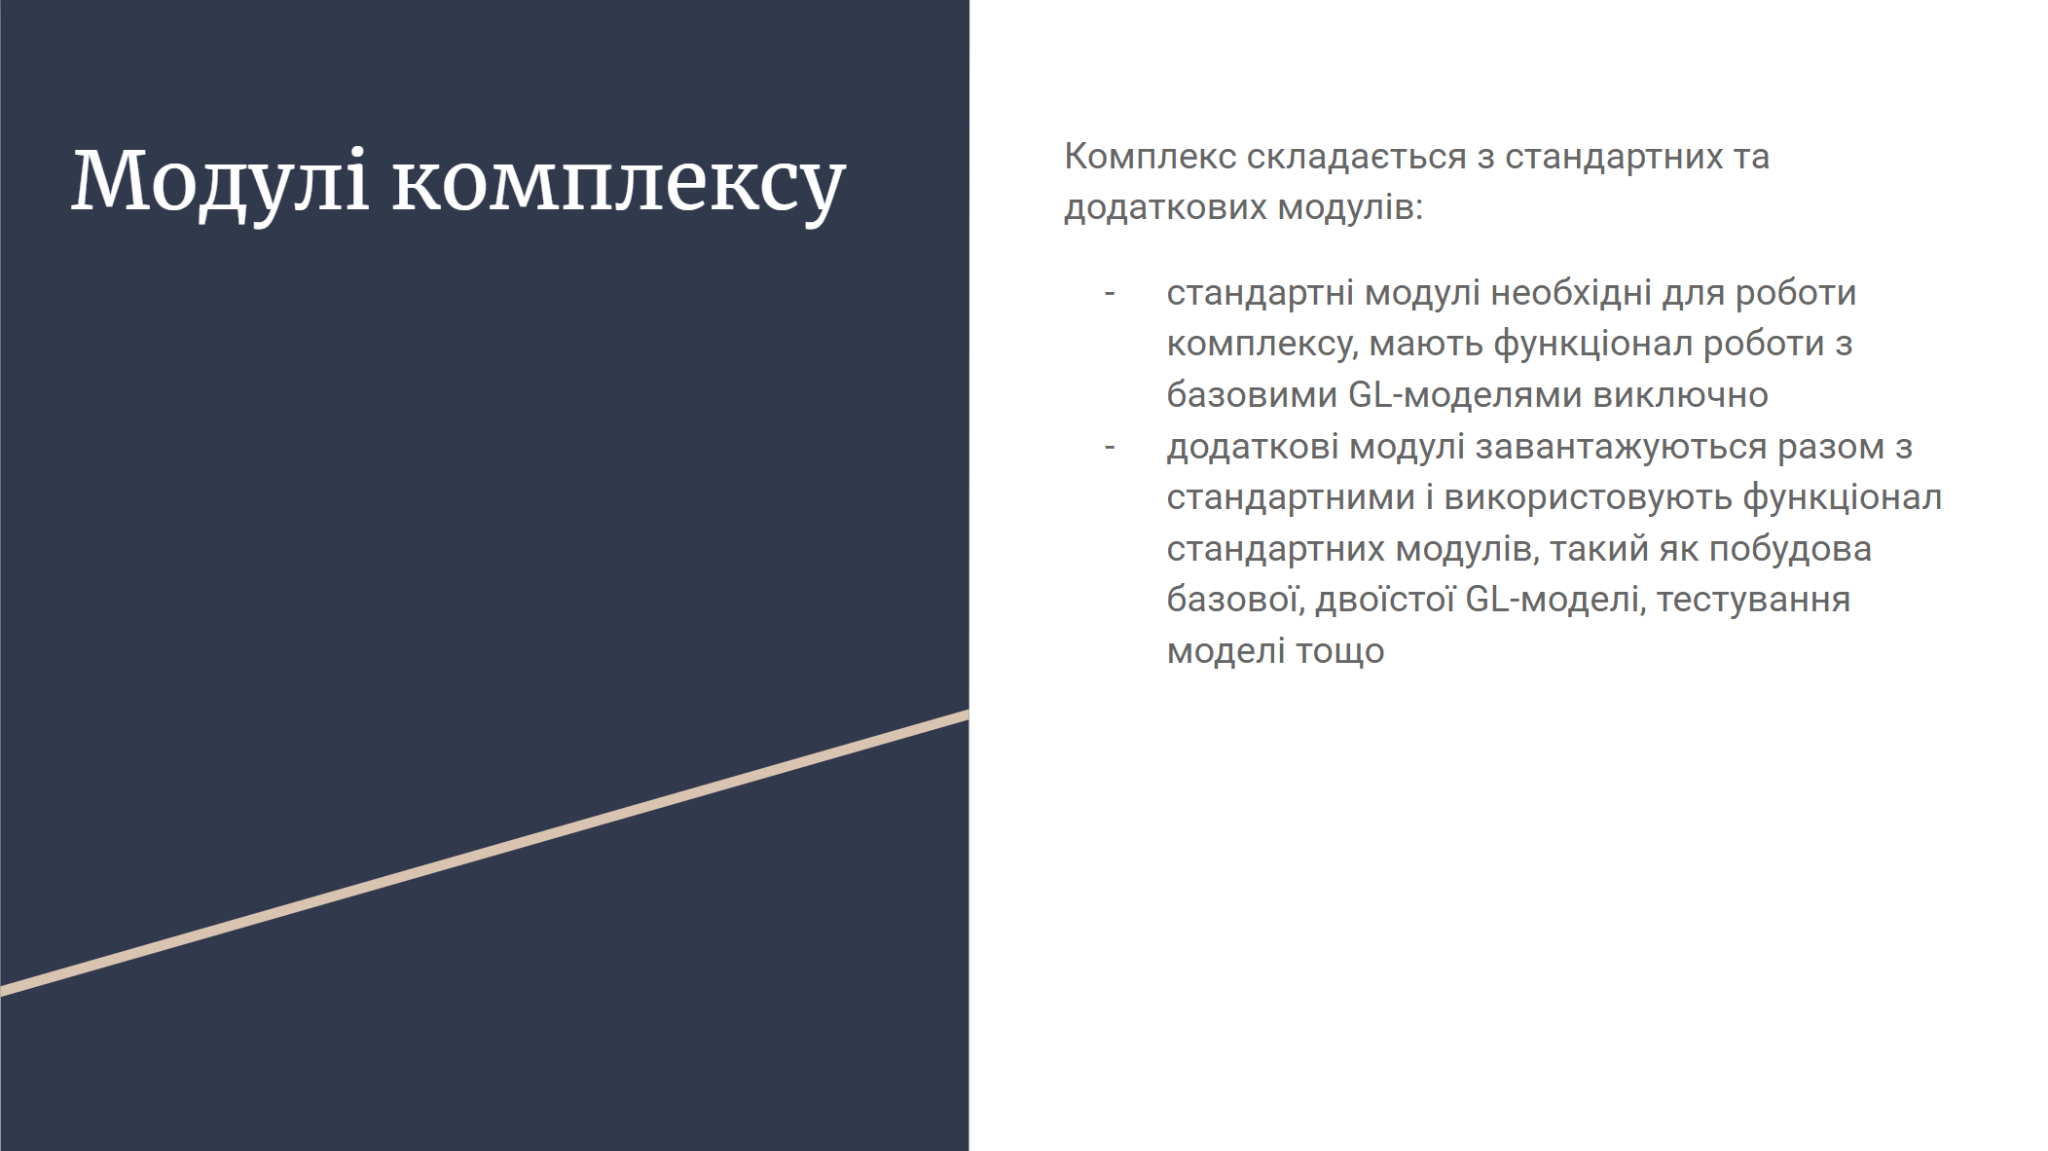 Модулі комплексу
Комплекс складається з стандартних та
додаткових модулів:
- стандартні модулі необхідні для роботи
комплексу, мають функціонал роботи з
базовими GL-моделями виключно
- додаткові модулі завантажуються разом з
стандартними і використовують функціонал
стандартних модулів, такий як побудова
базової, двоїстої GL-моделі, тестування
моделі тощо